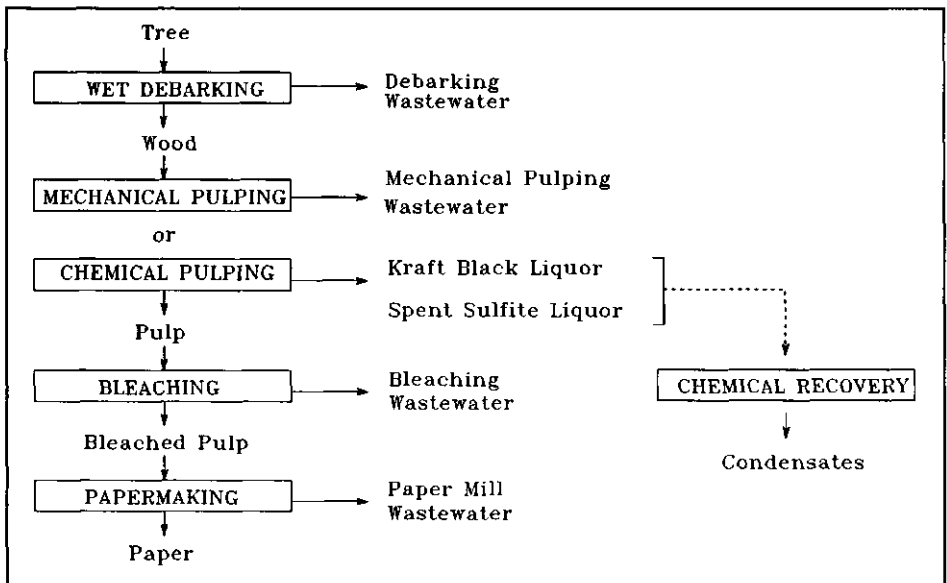 Tree
WET DEBARKING
Debarking
Wastewater
Wood
MECHANICAL PULPING
Mechanical Pulping
Wastewater
or
CHEMICAL PULPING
Kraft Black Liquor
Spent Sulfite Liquor
Pulp
BLEACHING
Bleaching
Wastewater
CHEMICAL RECOVERY
Bleached Pulp
Condensates
PAPERMAKING
Paper Mill
Wastewater
Paper